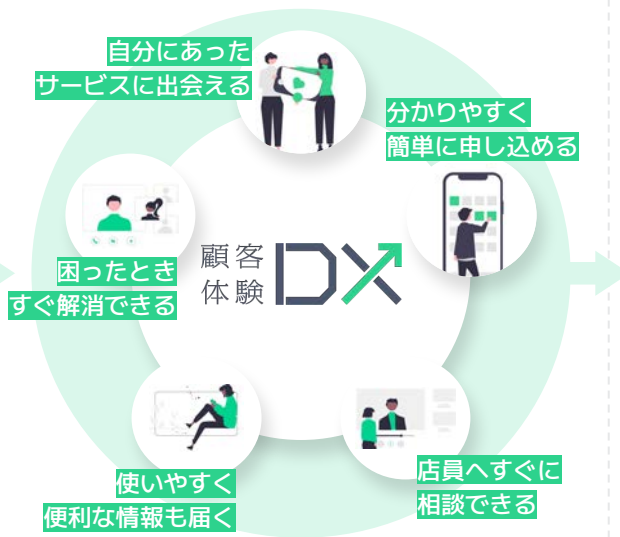 自分にあった
サービスに出会える
分かりやすく
簡単に申し込める
困ったとき
すぐ解消できる
顧客
体験
DX
使いやすく
便利な情報も届く
店員へすぐに
相談できる